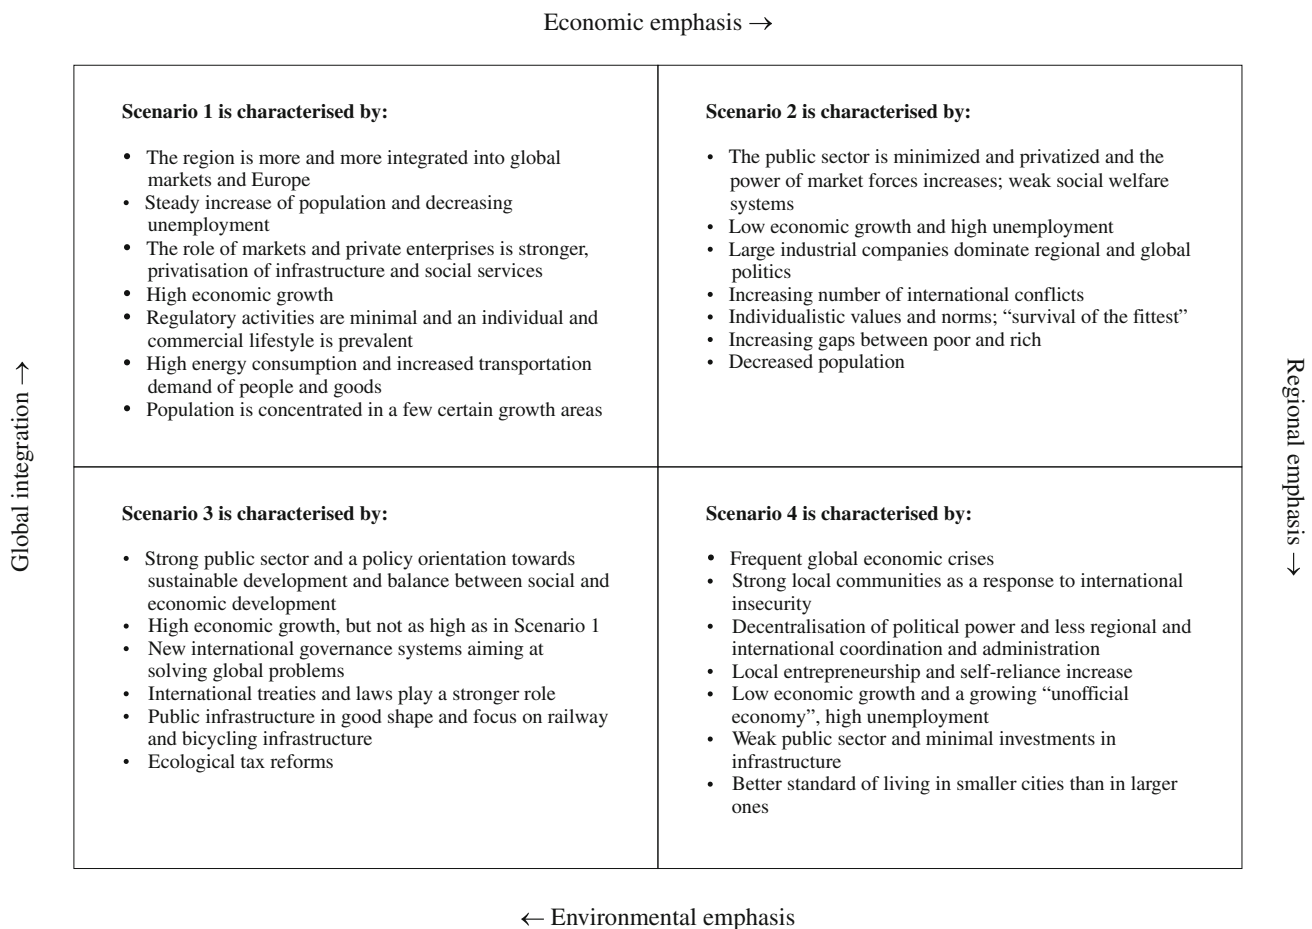 Economic emphasis →
Scenario 1 is characterised by:
• The region is more and more integrated into global
markets and Europe
• Steady increase of population and decreasing
unemployment
• The role of markets and private enterprises is stronger,
privatisation of infrastructure and social services
• High economic growth
• Regulatory activities are minimal and an individual and
commercial lifestyle is prevalent
• High energy consumption and increased transportation
demand of people and goods
• Population is concentrated in a few certain growth areas
Scenario 2 is characterised by:
• The public sector is minimized and privatized and the
power of market forces increases; weak social welfare
systems
• Low economic growth and high unemployment
• Large industrial companies dominate regional and global
politics
• Increasing number of international conflicts
• Individualistic values and norms; “survival of the fittest”
• Increasing gaps between poor and rich
• Decreased population
Global integration →
Regional emphasis →
Scenario 3 is characterised by:
• Strong public sector and a policy orientation towards
sustainable development and balance between social and
economic development
• High economic growth, but not as high as in Scenario 1
• New international governance systems aiming at
solving global problems
• International treaties and laws play a stronger role
• Public infrastructure in good shape and focus on railway
and bicycling infrastructure
• Ecological tax reforms
Scenario 4 is characterised by:
• Frequent global economic crises
• Strong local communities as a response to international
insecurity
• Decentralisation of political power and less regional and
international coordination and administration
• Local entrepreneurship and self-reliance increase
• Low economic growth and a growing “unofficial
economy”, high unemployment
• Weak public sector and minimal investments in
infrastructure
• Better standard of living in smaller cities than in larger
ones
← Environmental emphasis